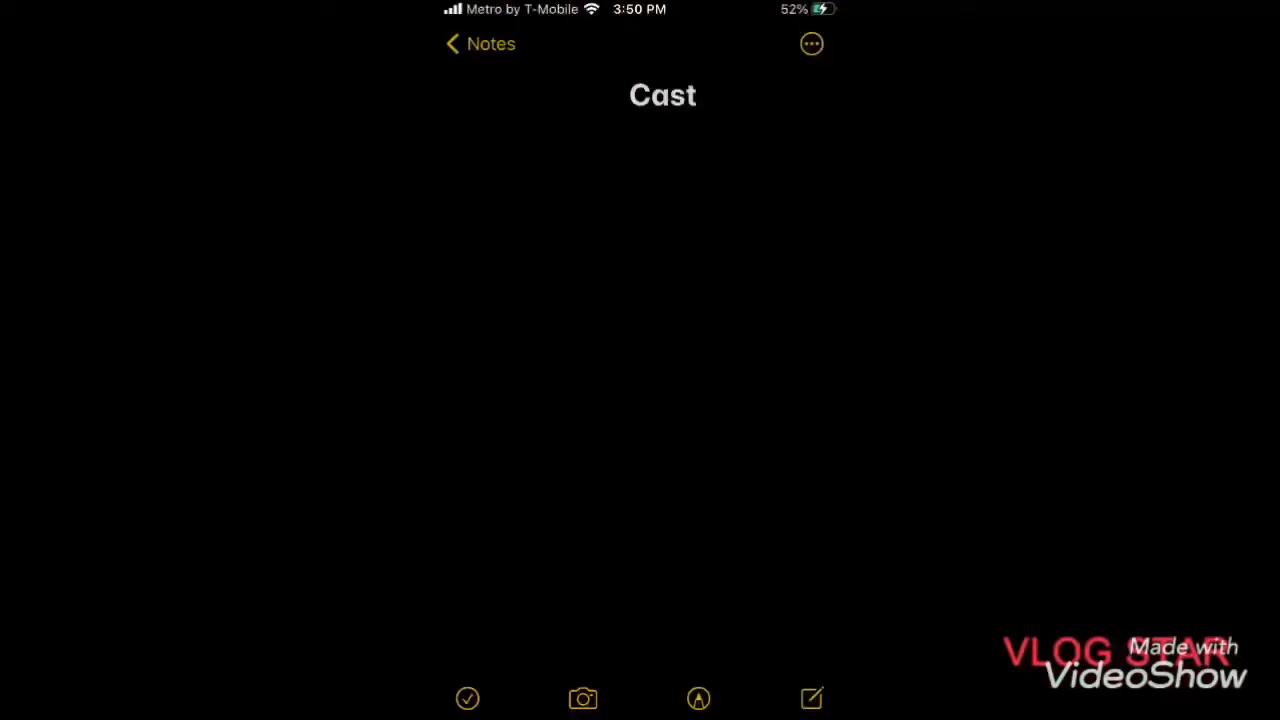 Metro by T-Mobile 3:50 PM 52%
Notes
Cast
VLOG STAR
Made with
VideoShow